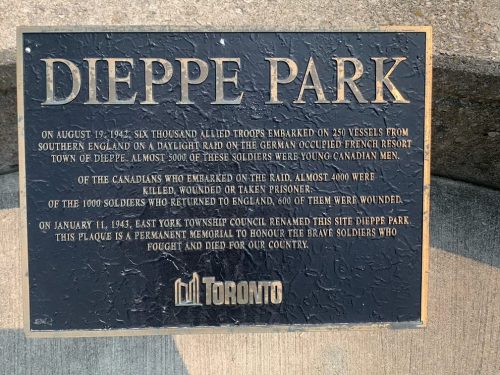 DIEPPE PARK
ON AUGUST 19, 1942, SIX THOUSAND ALLIED TROOPS EMBARKED ON 250 VESSELS FROM
SOUTHERN ENGLAND ON A DAYLIGHT RAID ON THE GERMAN OCCUPIED FRENCH RESORT
TOWN OF DIEPPE. ALMOST 5000 OF THESE SOLDIERS WERE YOUNG CANADIAN MEN.
OF THE CANADIANS WHO EMBARKED ON THE RAID, ALMOST 4000 WERE
KILLED, WOUNDED OR TAKEN PRISONER.
OF THE 1000 SOLDIERS WHO RETURNED TO ENGLAND, 600 OF THEM WERE WOUNDED.
ON JANUARY 11, 1943, EAST YORK TOWNSHIP COUNCIL RENAMED THIS SITE DIEPPE PARK.
THIS PLAQUE IS A PERMANENT MEMORIAL TO HONOUR THE BRAVE SOLDIERS WHO
FOUGHT AND DIED FOR OUR COUNTRY.
TORONTO